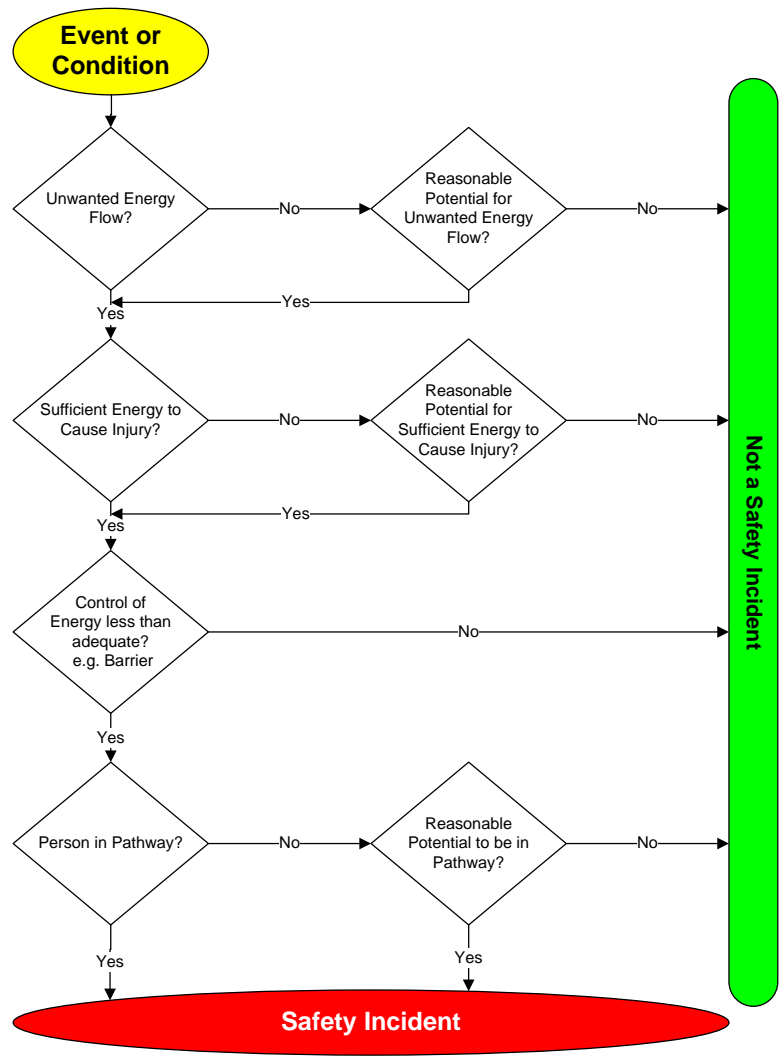 Event or
Condition
Unwanted Energy
Flow?
No
Reasonable
Potential for
Unwanted Energy
Flow?
No
Yes
Yes
Sufficient Energy to
Cause Injury?
No
Reasonable
Potential for
Sufficient Energy to
Cause Injury?
No
Yes
Yes
Control of
Energy less than
adequate?
e.g. Barrier
No
Yes
Person in Pathway?
No
Reasonable
Potential to be in
Pathway?
No
Yes
Yes
Not a Safety Incident
Safety Incident